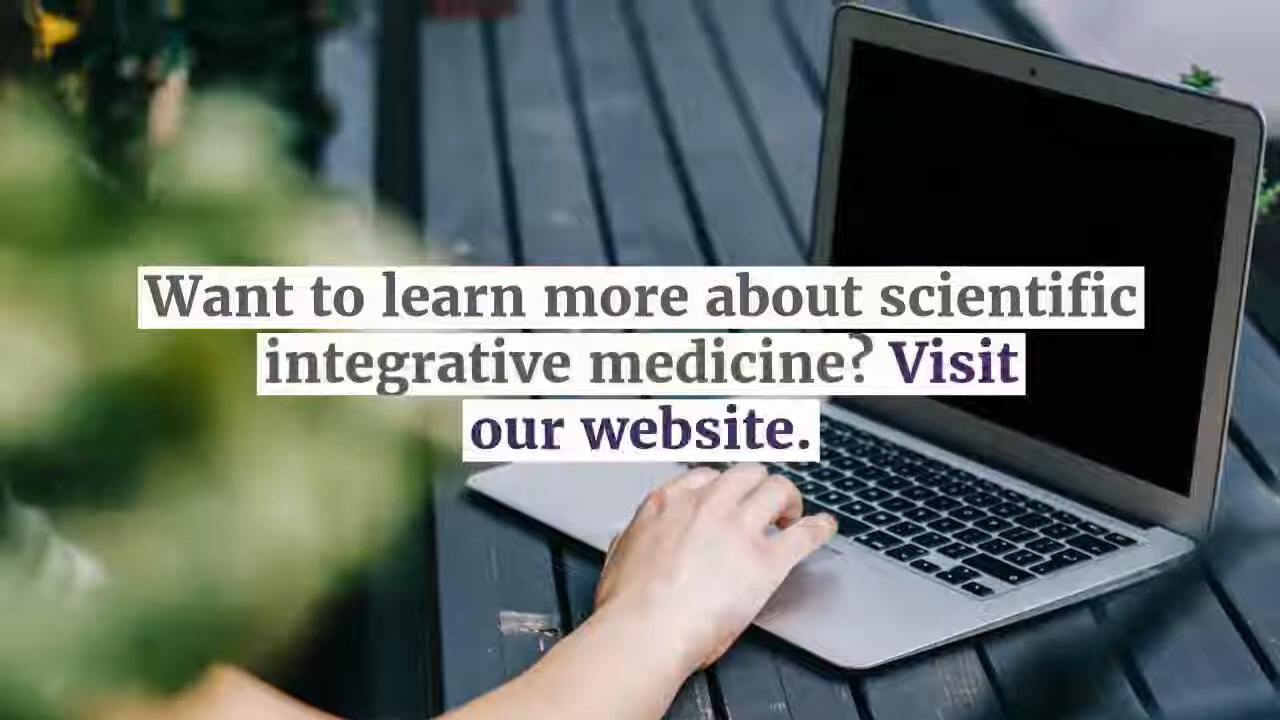 Want to learn more about scientific
integrative medicine? Visit
our website.